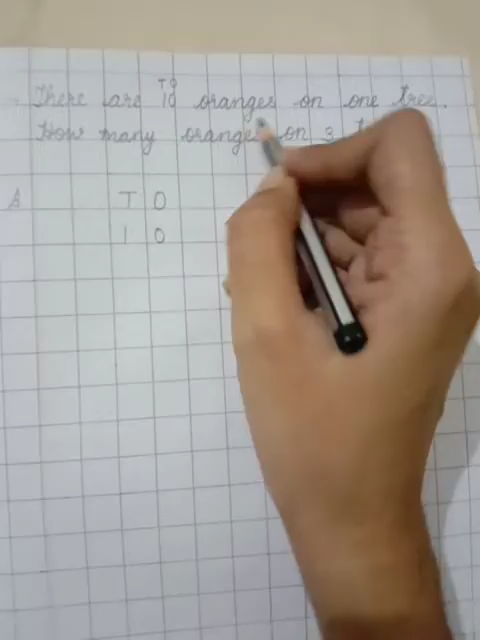 T O
There are 10 oranges on one tree.
How many oranges on 3
A T O
1 0